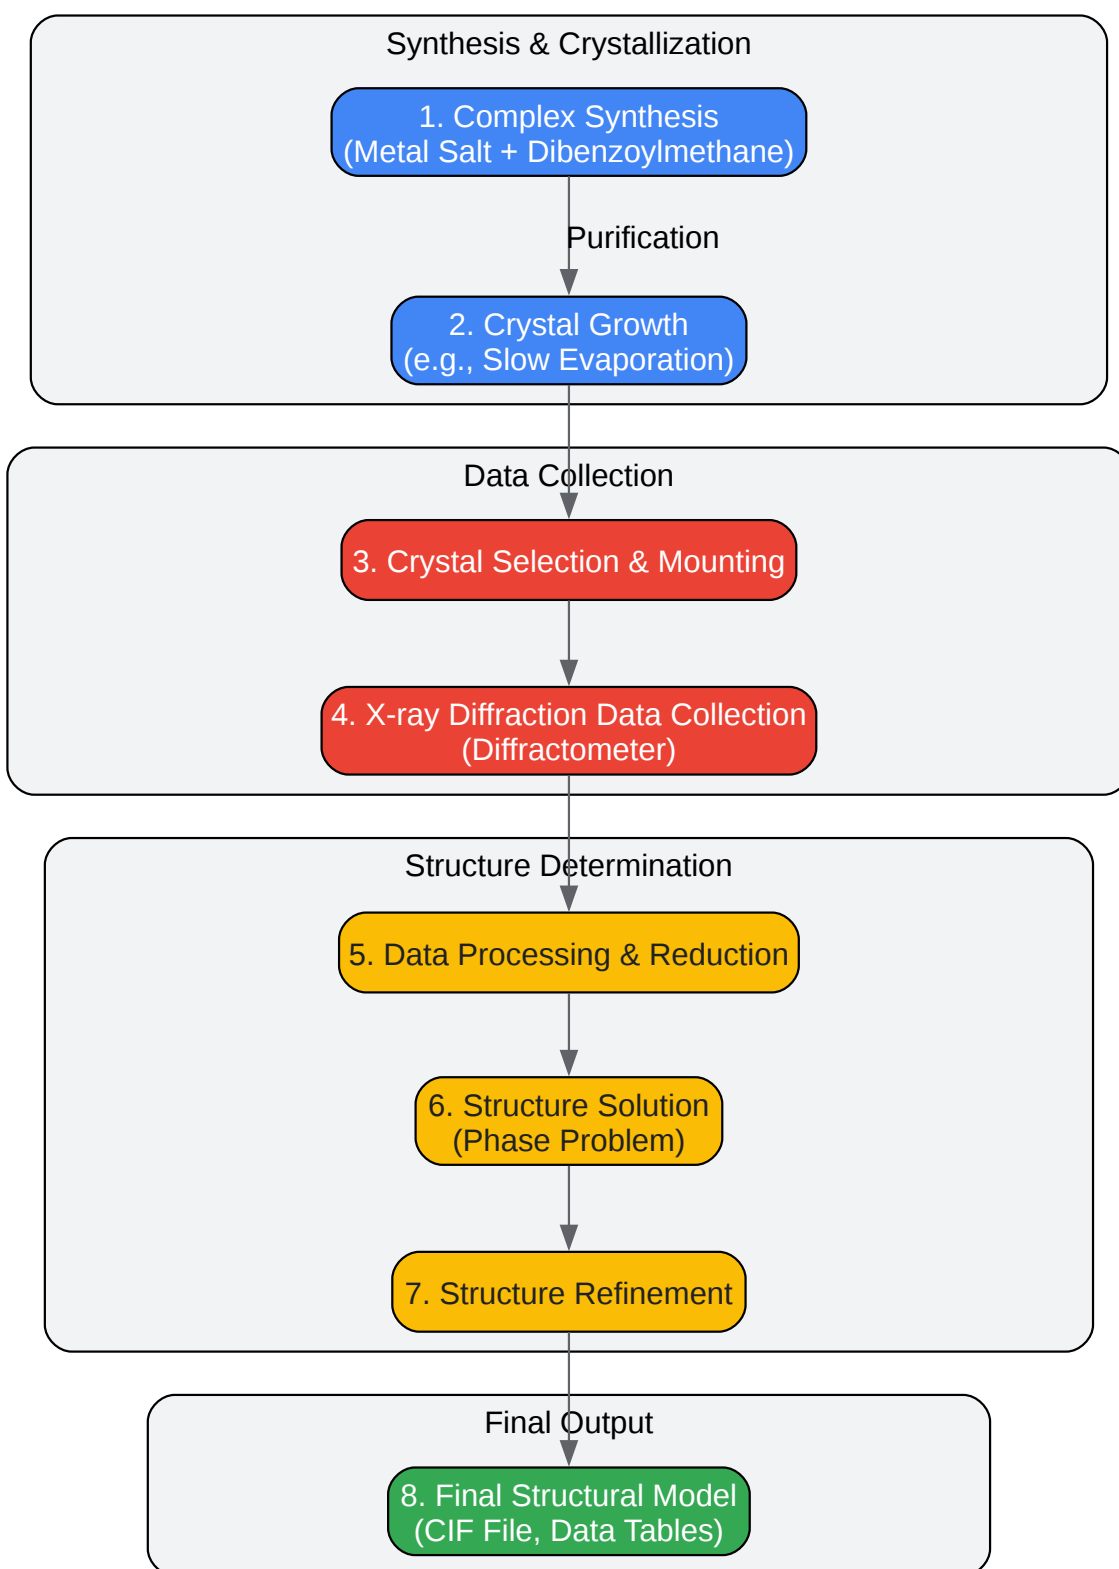 Synthesis & Crystallization
1. Complex Synthesis
(Metal Salt + Dibenzoylmethane)
Purification
2. Crystal Growth
(e.g., Slow Evaporation)
Data Collection
3. Crystal Selection & Mounting
4. X-ray Diffraction Data Collection
(Diffractometer)
Structure Determination
5. Data Processing & Reduction
6. Structure Solution
(Phase Problem)
7. Structure Refinement
Final Output
8. Final Structural Model
(CIF File, Data Tables)